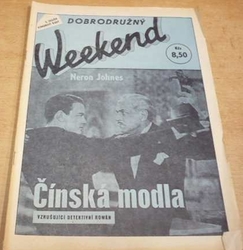 DOBRODRUŽNÝ
Weekend
Kčs
8,50
Neron Johnes
Čínská modla
VZRUŠUJÍCÍ DETEKTIVNÍ ROMÁN